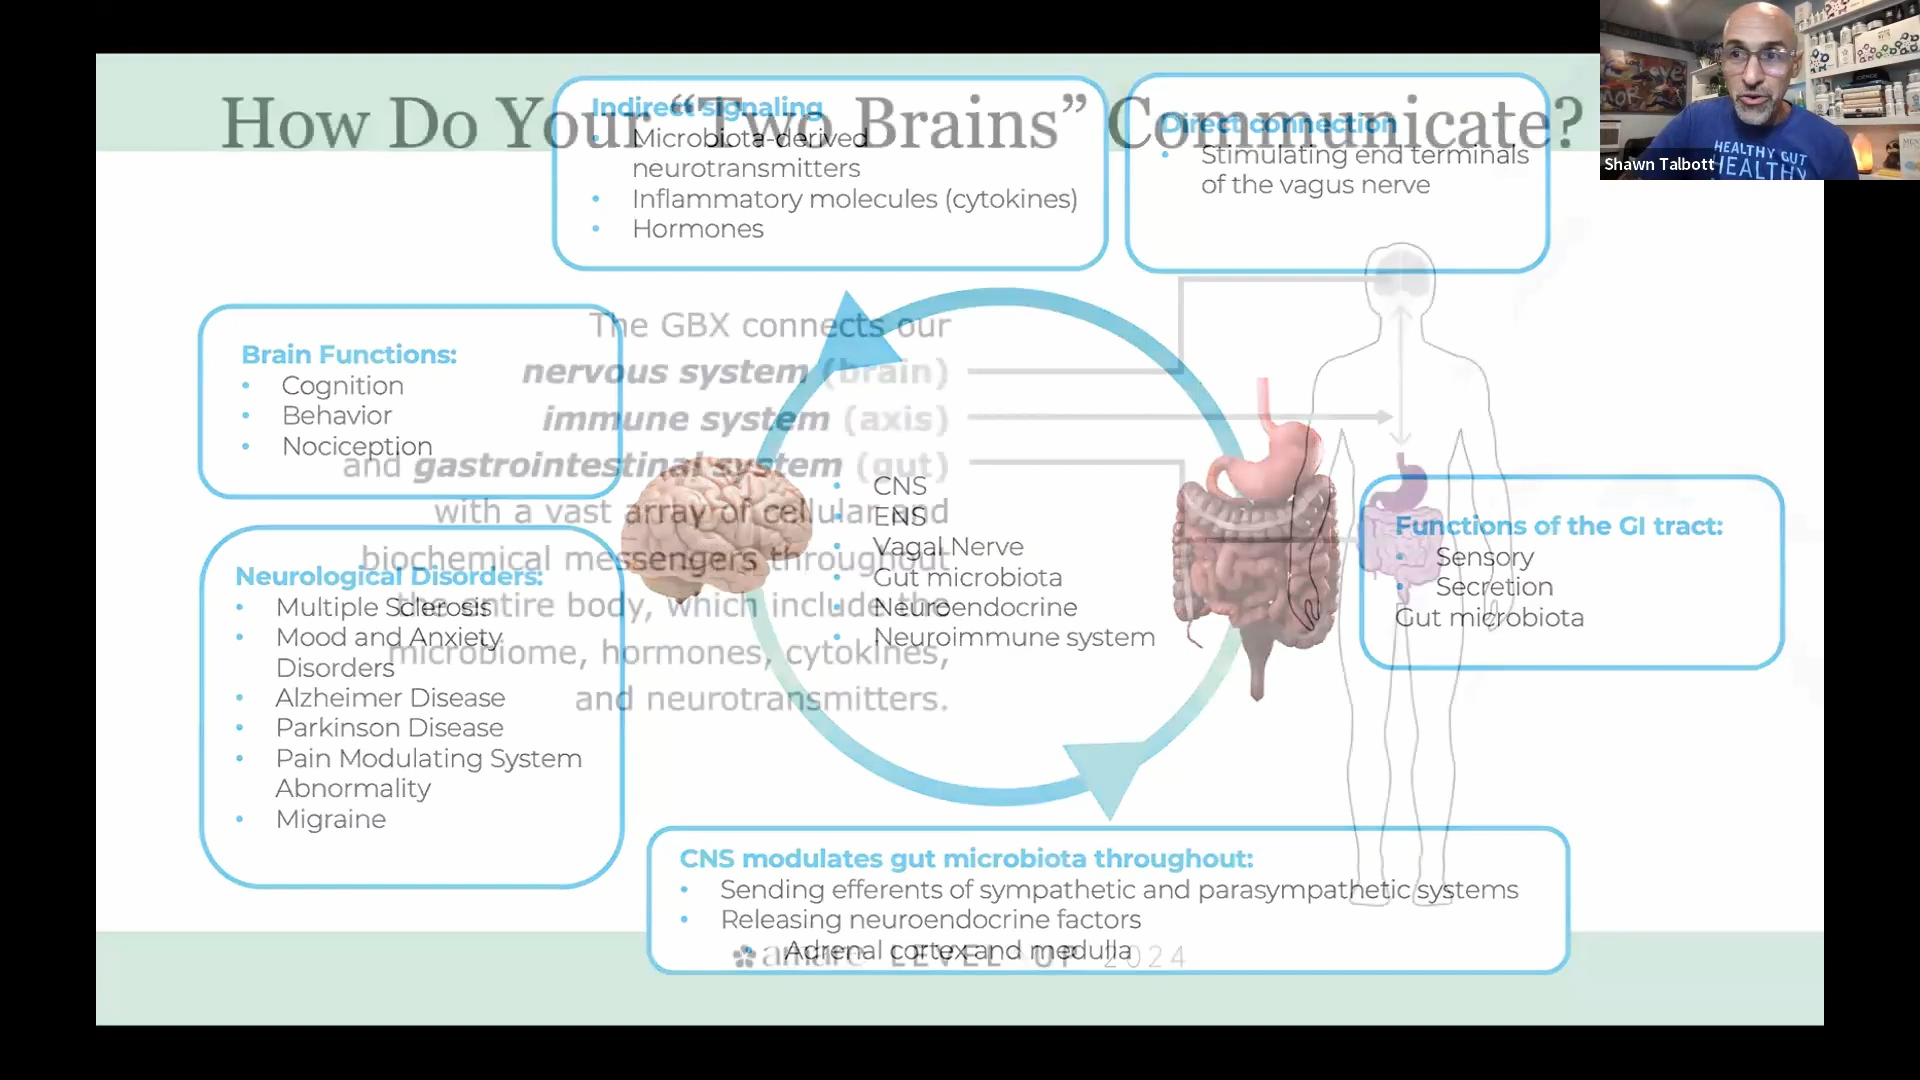 How Do Your “Two Brains” Communicate?
Indirect signaling
• Microbiota-derived
neurotransmitters
• Inflammatory molecules (cytokines)
• Hormones
Direct connection
• Stimulating end terminals
of the vagus nerve
HEALTHY GUT
HEALTHY
Shawn Talbott
The GBX connects our
nervous system (brain)
immune system (axis)
and gastrointestinal system (gut)
with a vast array of cellular and
biochemical messengers throughout
the entire body, which include the
microbiome, hormones, cytokines,
and neurotransmitters.
Brain Functions:
• Cognition
• Behavior
• Nociception
Neurological Disorders:
• Multiple Sclerosis
• Mood and Anxiety
Disorders
• Alzheimer Disease
• Parkinson Disease
• Pain Modulating System
Abnormality
• Migraine
• CNS
• ENS
• Vagal Nerve
• Gut microbiota
• Neuroendocrine
• Neuroimmune system
Functions of the GI tract:
• Sensory
• Secretion
Gut microbiota
CNS modulates gut microbiota throughout:
• Sending efferents of sympathetic and parasympathetic systems
• Releasing neuroendocrine factors
• Adrenal cortex and medulla
amare LEVEL UP 2024